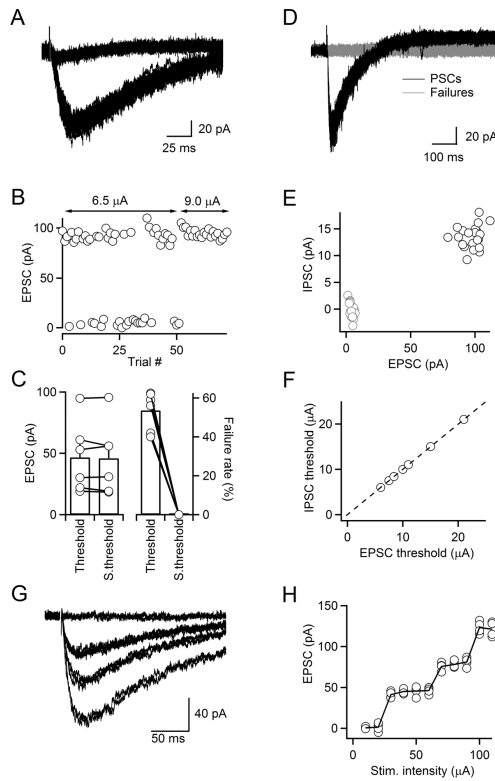 A
20 pA
25 ms
D
PSCs
Failures
20 pA
100 ms
B
6.5 µA
9.0 µA
EPSC (pA)
100
50
0
0
25
50
Trial #
E
IPSC (pA)
15
10
5
0
0
50
100
EPSC (pA)
C
EPSC (pA)
100
50
0
Threshold
S.threshold
Threshold
S.threshold
60
40
20
0
Failure rate (%)
F
IPSC threshold (µA)
20
10
0
0
10
20
EPSC threshold (µA)
G
40 pA
50 ms
H
EPSC (pA)
150
100
50
0
0
50
100
Stim. intensity (µA)